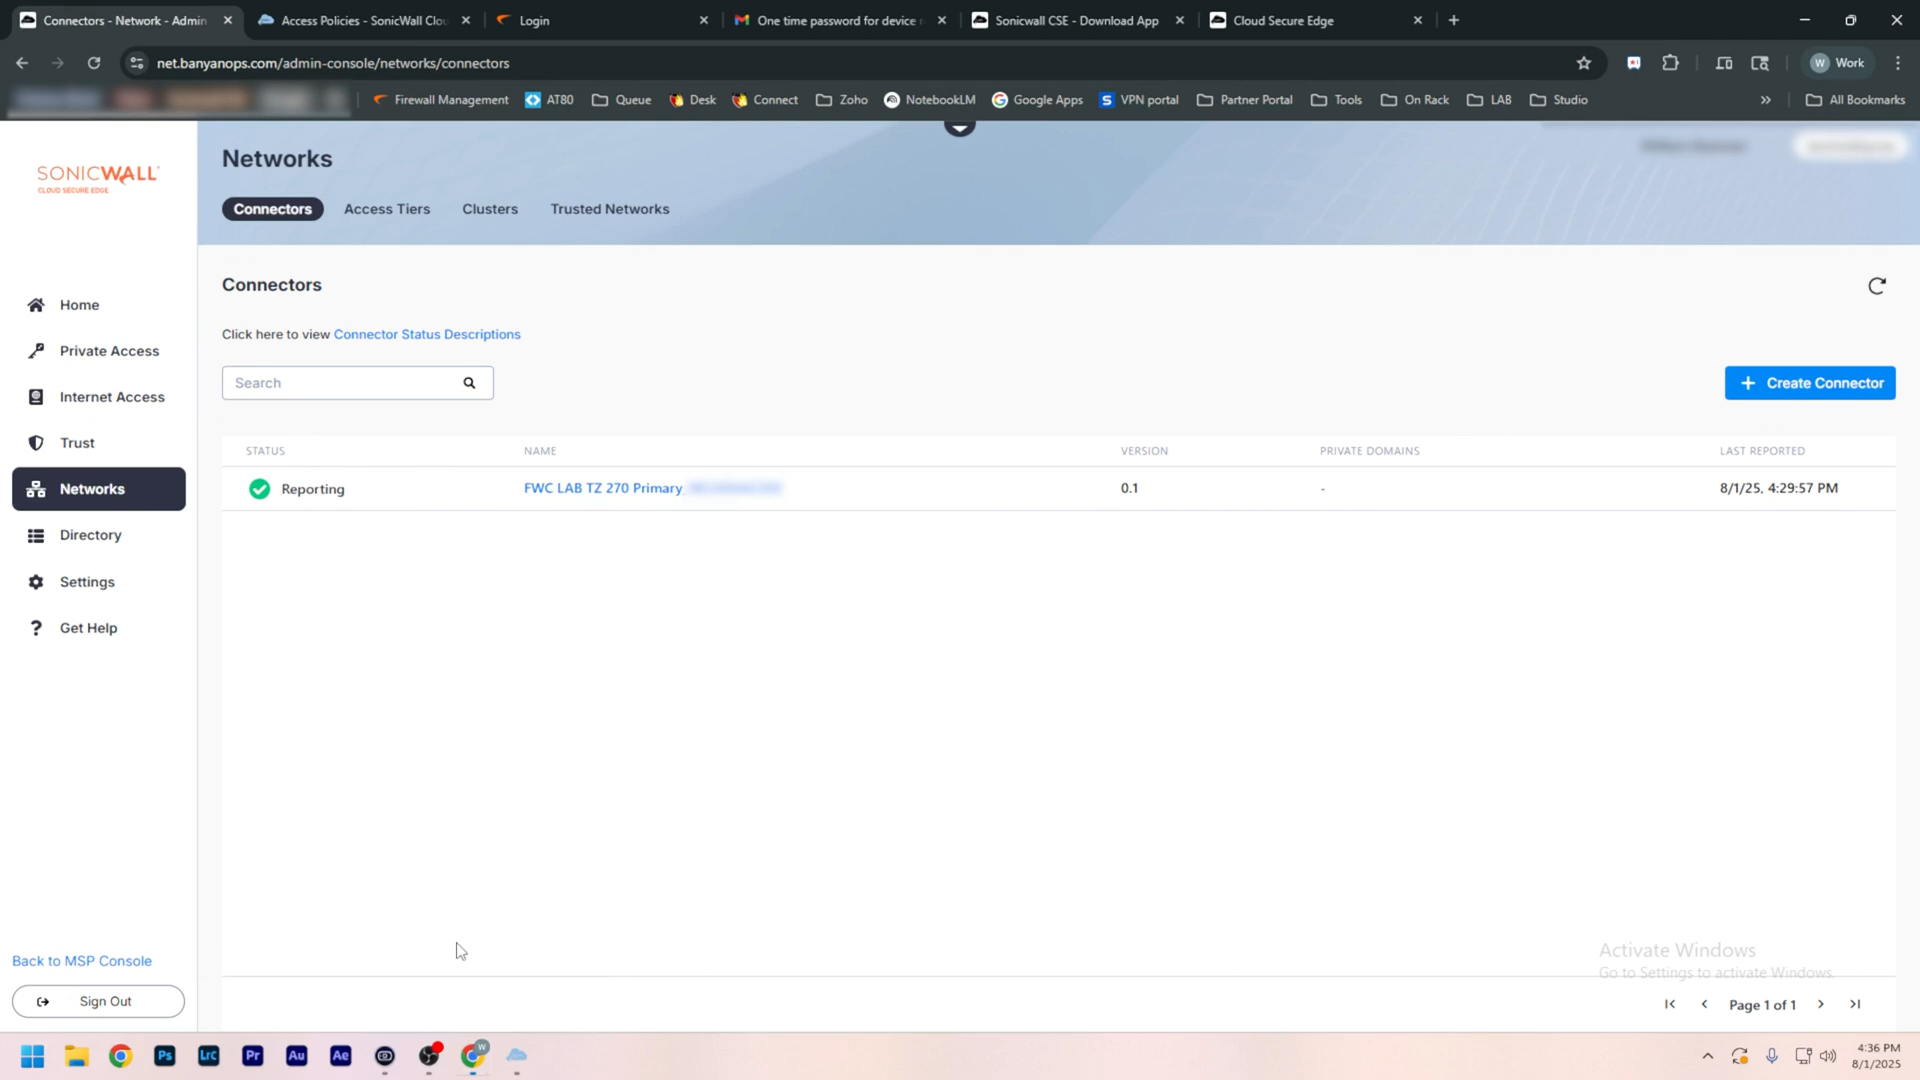 Connectors - Network - Admin
Access Policies - SonicWall Clou
Login
One time password for device r
Sonicwall CSE - Download App
Cloud Secure Edge
net.banyanops.com/admin-console/networks/connectors
W Work
Firewall Management
AT80
Queue
Desk
Connect
Zoho
NotebookLM
Google Apps
S VPN portal
Partner Portal
Tools
On Rack
LAB
Studio
»
All Bookmarks
SONICWALL
CLOUD SECURE EDGE
Networks
Connectors
Access Tiers
Clusters
Trusted Networks
Home
Private Access
Internet Access
Trust
Networks
Directory
Settings
? Get Help
Back to MSP Console
Sign Out
Connectors
Click here to view Connector Status Descriptions
Search
+ Create Connector
STATUS NAME VERSION PRIVATE DOMAINS LAST REPORTED
Reporting FWC LAB TZ 270 Primary 0.1 - 8/1/25, 4:29:57 PM
Activate Windows
Go to Settings to activate Windows.
Page 1 of 1
Ps
Lrc
Pr
Au
Ae
W
4:36 PM
8/1/2025